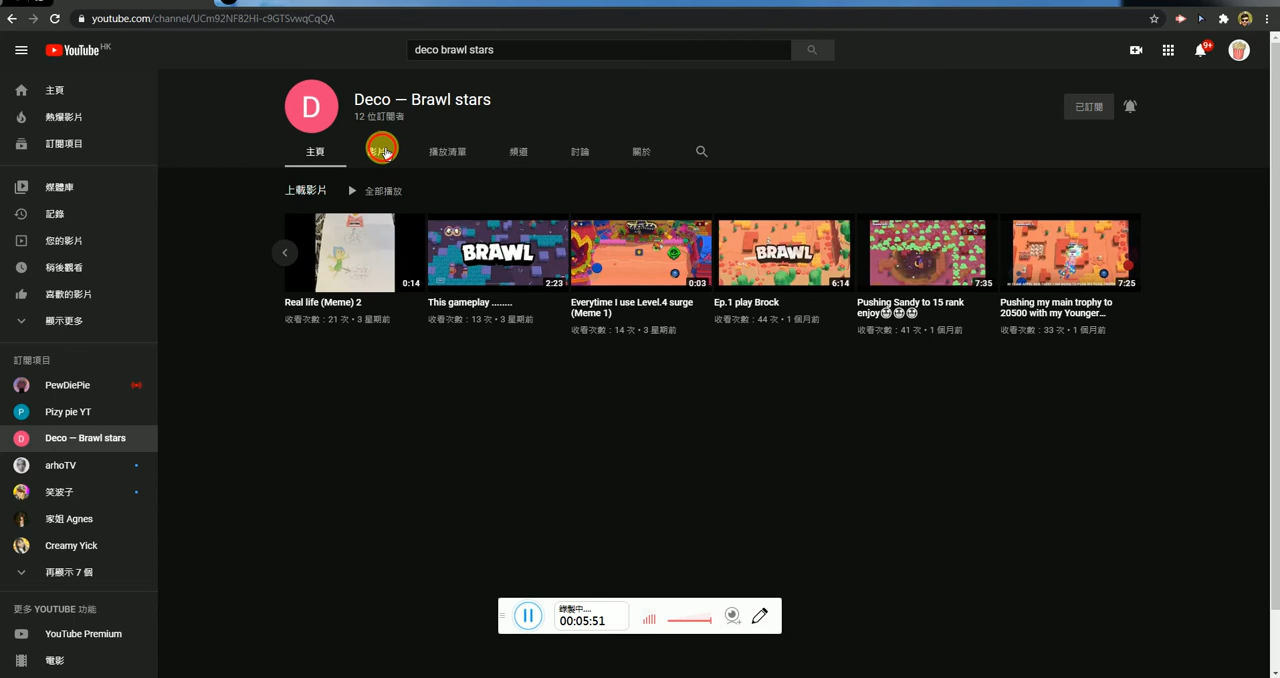 youtube.com/channel/UCm92NF82Hi-c9GTSvwqCqQA
YouTube HK
deco brawl stars
9+
主頁
熱爆影片
訂閱項目
媒體庫
記錄
您的影片
稍後觀看
喜歡的影片
顯示更多
訂閱項目
PewDiePie
P
Pizy pie YT
D
Deco — Brawl stars
arhoTV
笑波子
家姐 Agnes
Creamy Yick
再顯示 7 個
更多 YOUTUBE 功能
YouTube Premium
電影
D
Deco — Brawl stars
12 位訂閱者
已訂閱
主頁
影片
播放清單
頻道
討論
關於
上載影片
全部播放
0:14
Real life (Meme) 2
收看次數：21 次 • 3 星期前
BRAWL
2:23
This gameplay ........
收看次數：13 次 • 3 星期前
0:03
Everytime I use Level.4 surge
(Meme 1)
收看次數：14 次 • 3 星期前
BRAWL
6:14
Ep.1 play Brock
收看次數：44 次 • 1 個月前
7:35
Pushing Sandy to 15 rank
enjoy
收看次數：41 次 • 1 個月前
7:25
Pushing my main trophy to
20500 with my Younger...
收看次數：33 次 • 1 個月前
錄製中....
00:05:51